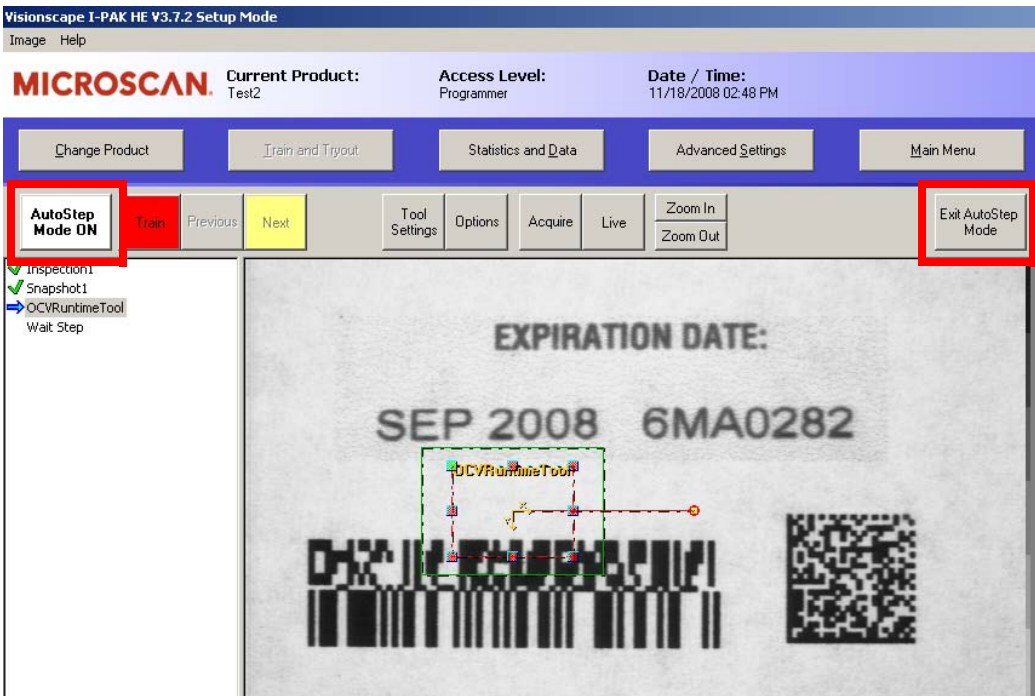 Visionscape I-PAK HE V3.7.2 Setup Mode
Image Help
MICROSCAN. Current Product: Access Level: Date / Time:
Test2 Programmer 11/18/2008 02:48 PM
Change Product Train and Tryout Statistics and Data Advanced Settings Main Menu
AutoStep Mode ON Train Previous Next Tool Settings Options Acquire Live Zoom In Zoom Out Exit AutoStep Mode
Inspection1
Snapshot1
OCVRuntimeTool
Wait Step
EXPIRATION DATE:
SEP 2008 6MA0282
OCVRuntimeTool